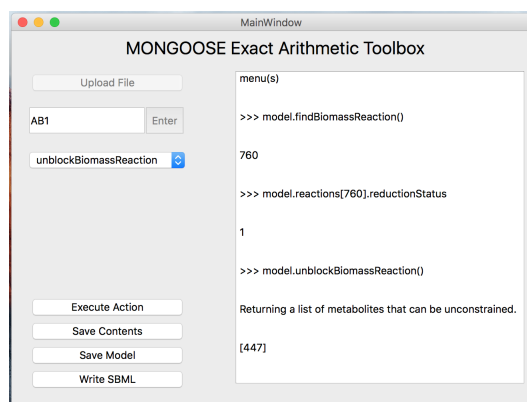 MainWindow
MONGOOSE Exact Arithmetic Toolbox
Upload File
AB1
Enter
unblockBiomassReaction
Execute Action
Save Contents
Save Model
Write SBML
menu(s)
>>> model.findBiomassReaction()
760
>>> model.reactions[760].reductionStatus
1
>>> model.unblockBiomassReaction()
Returning a list of metabolites that can be unconstrained.
[447]